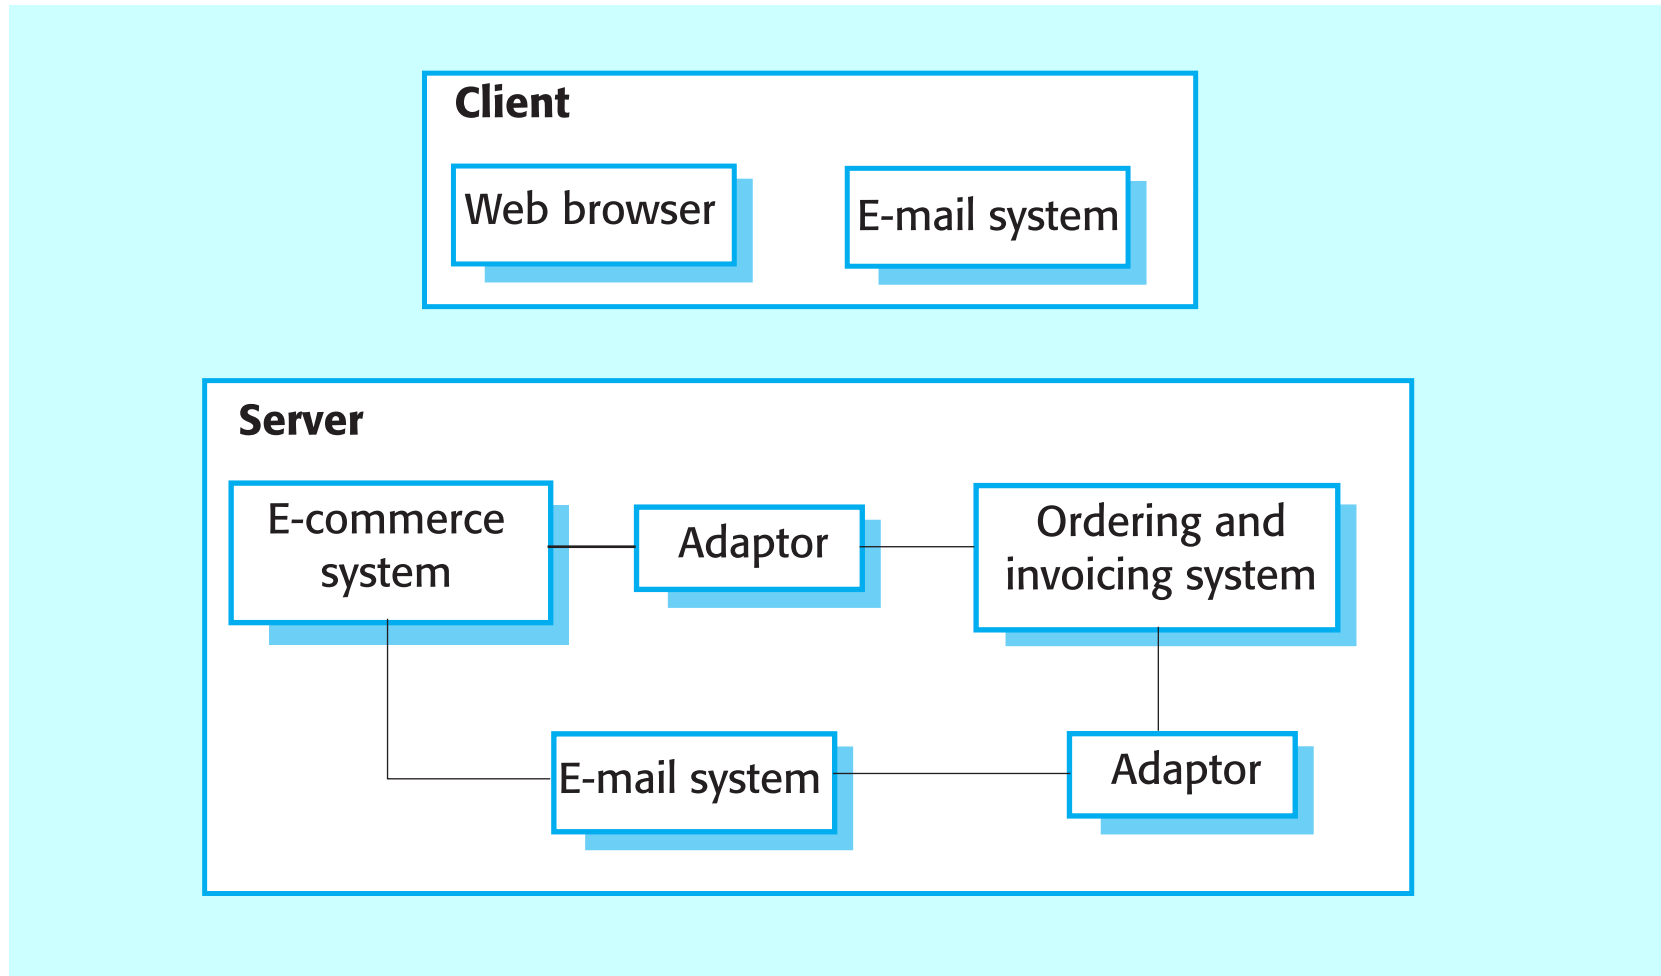 Client
Web browser
E-mail system
Server
E-commerce
system
Adaptor
Ordering and
invoicing system
E-mail system
Adaptor